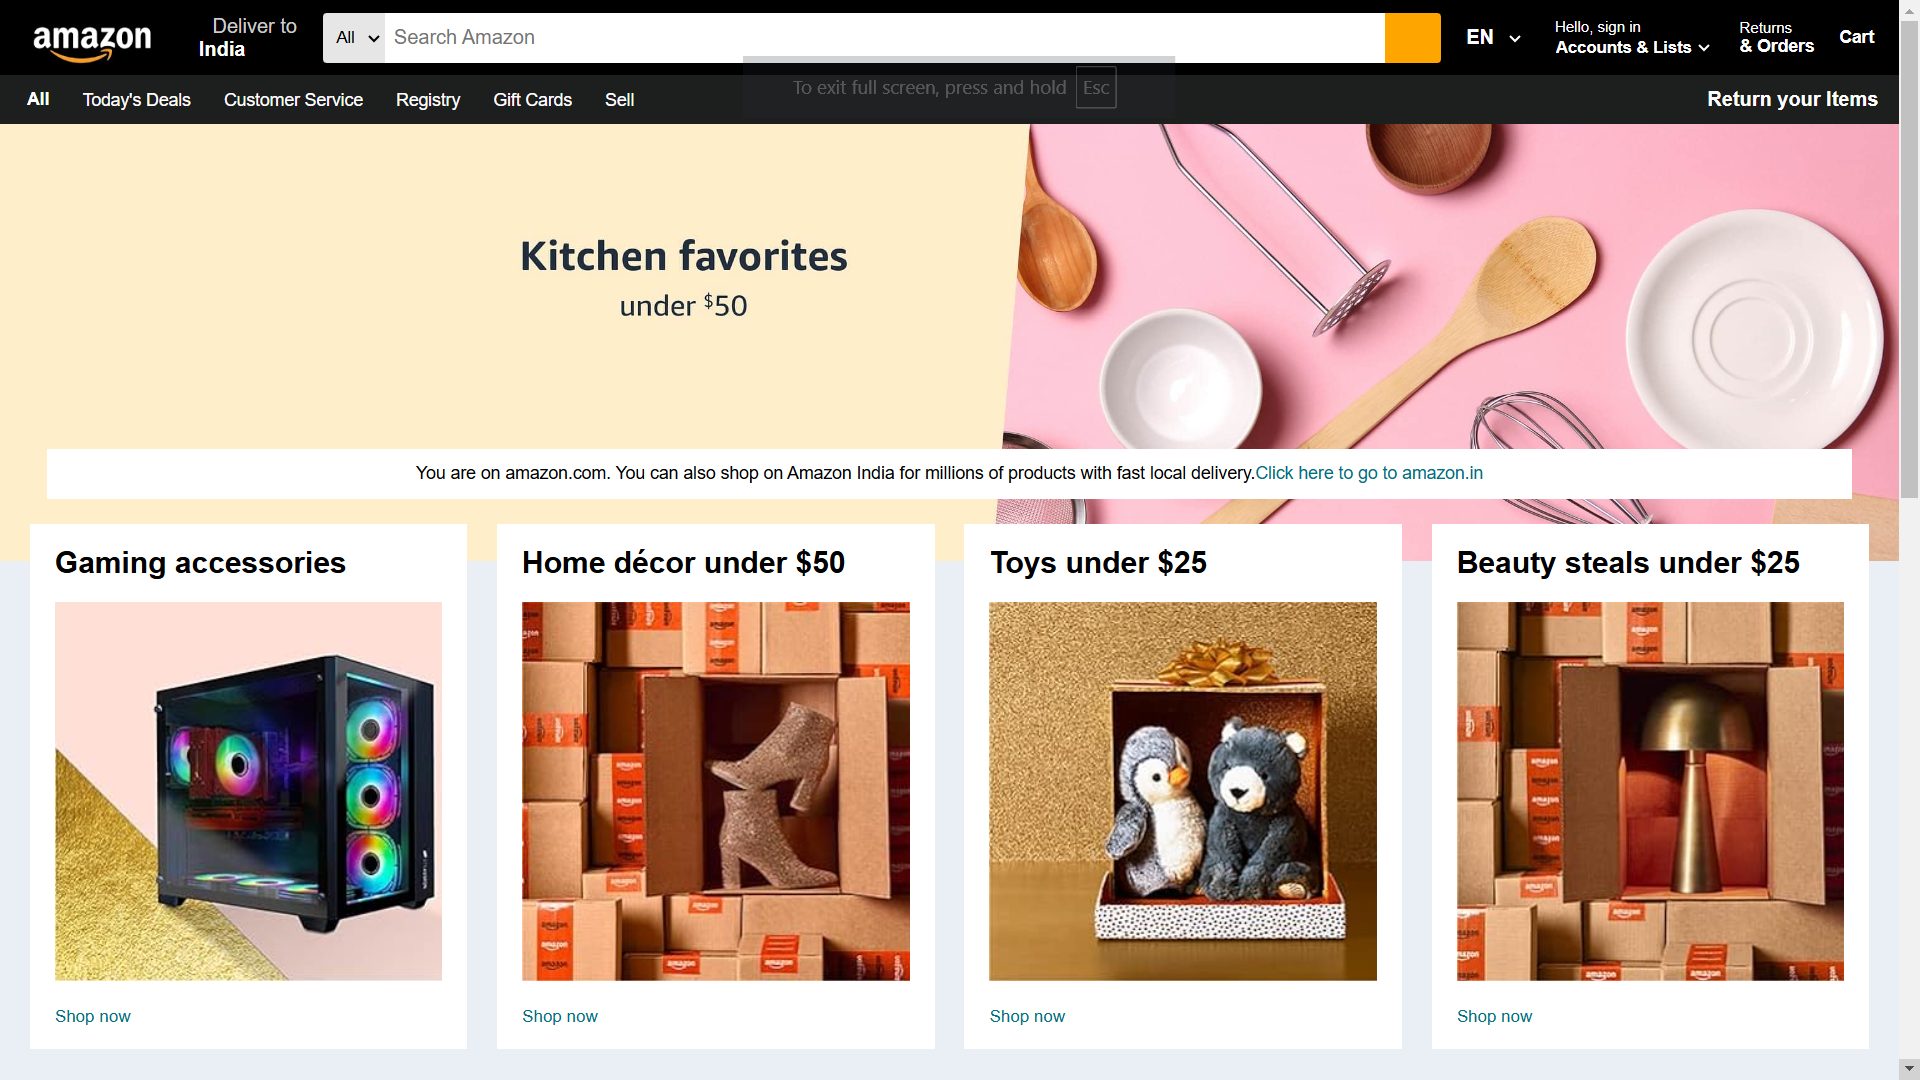 amazon
Deliver to
India
All
Search Amazon
EN
Hello, sign in
Accounts & Lists
Returns
& Orders
Cart
All
Today's Deals
Customer Service
Registry
Gift Cards
Sell
To exit full screen, press and hold Esc
Return your Items
Kitchen favorites
under $50
You are on amazon.com. You can also shop on Amazon India for millions of products with fast local delivery.Click here to go to amazon.in
Gaming accessories
Shop now
Home décor under $50
Shop now
Toys under $25
Shop now
Beauty steals under $25
Shop now